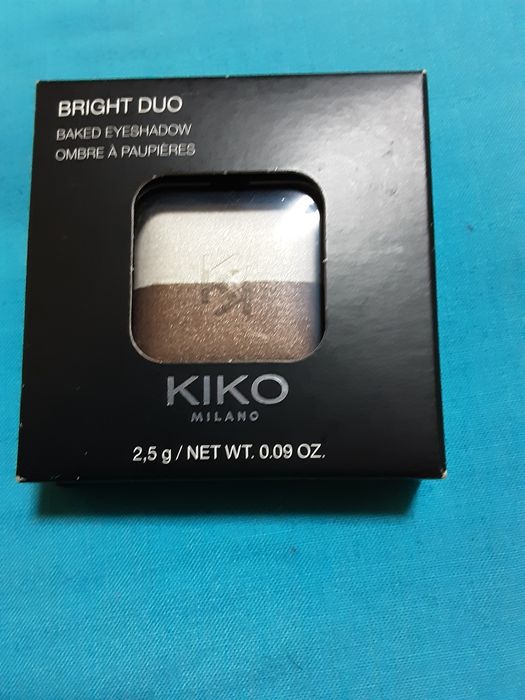 BRIGHT DUO
BAKED EYESHADOW
OMBRE À PAUPIÈRES
KIKO
MILANO
2,5 g / NET WT. 0.09 OZ.